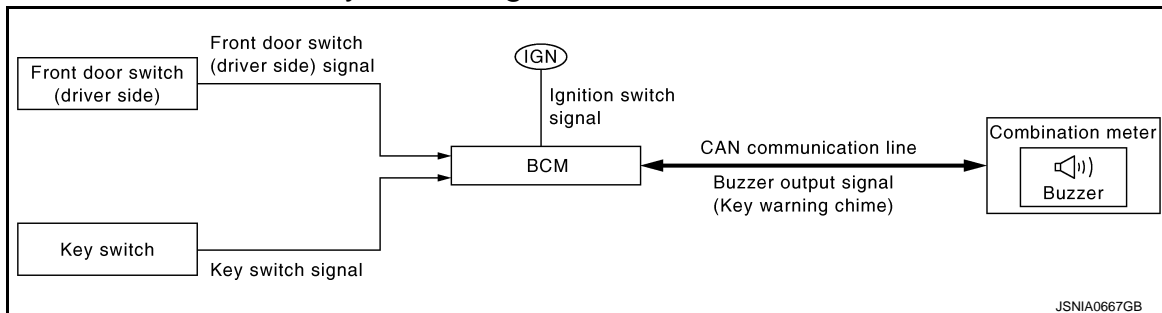 Front door switch
(driver side) signal
Front door switch
(driver side)
IGN
Ignition switch
signal
BCM
CAN communication line
Buzzer output signal
(Key warning chime)
Combination meter
Buzzer
Key switch
Key switch signal
JSNIA0667GB